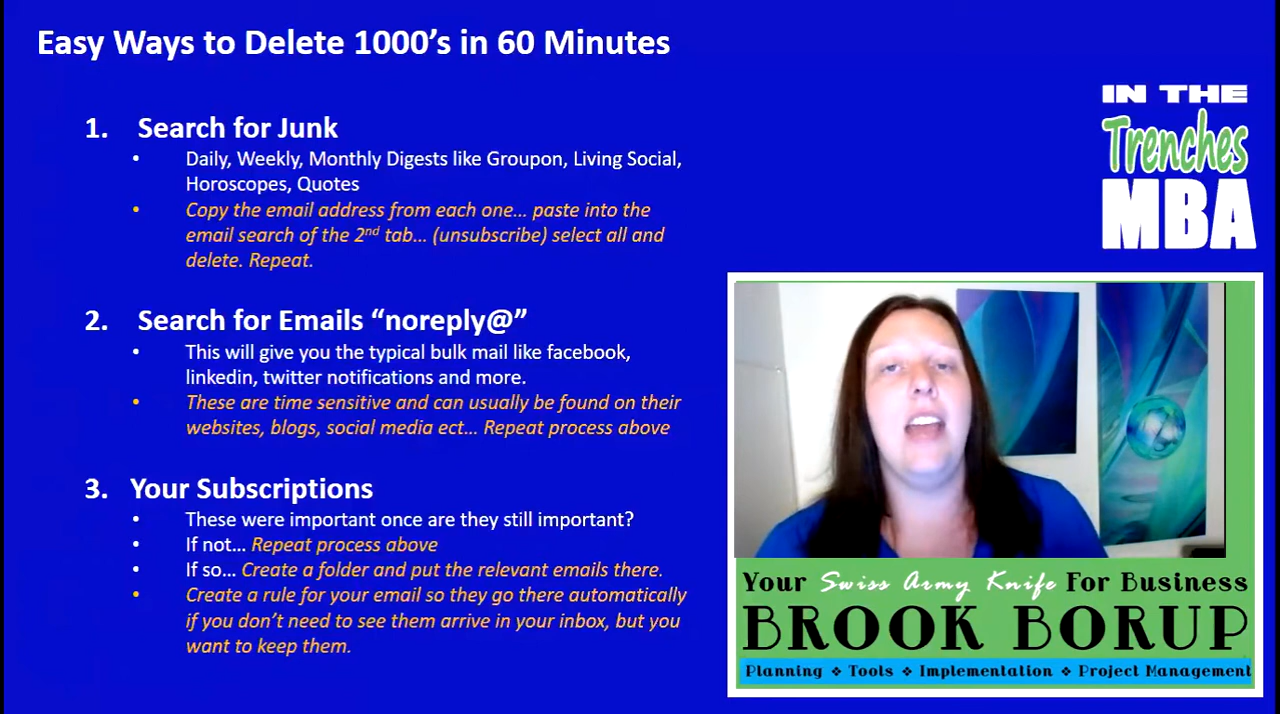 Easy Ways to Delete 1000’s in 60 Minutes
1. Search for Junk
• Daily, Weekly, Monthly Digests like Groupon, Living Social,
Horoscopes, Quotes
• Copy the email address from each one... paste into the
email search of the 2nd tab... (unsubscribe) select all and
delete. Repeat.
2. Search for Emails “noreply@”
• This will give you the typical bulk mail like facebook,
linkedin, twitter notifications and more.
• These are time sensitive and can usually be found on their
websites, blogs, social media ect... Repeat process above
3. Your Subscriptions
• These were important once are they still important?
• If not... Repeat process above
• If so... Create a folder and put the relevant emails there.
• Create a rule for your email so they go there automatically
if you don’t need to see them arrive in your inbox, but you
want to keep them.
IN THE
Trenches
MBA
Your Swiss Army Knife For Business
BROOK BORUP
Planning ❖ Tools ❖ Implementation ❖ Project Management